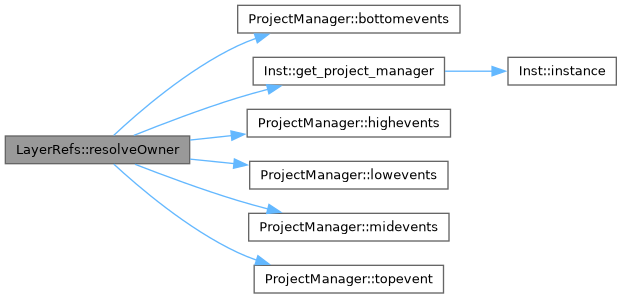 ProjectManager::bottomevents
Inst::get_project_manager
Inst::instance
ProjectManager::highevents
LayerRefs::resolveOwner
ProjectManager::lowevents
ProjectManager::midevents
ProjectManager::topevent